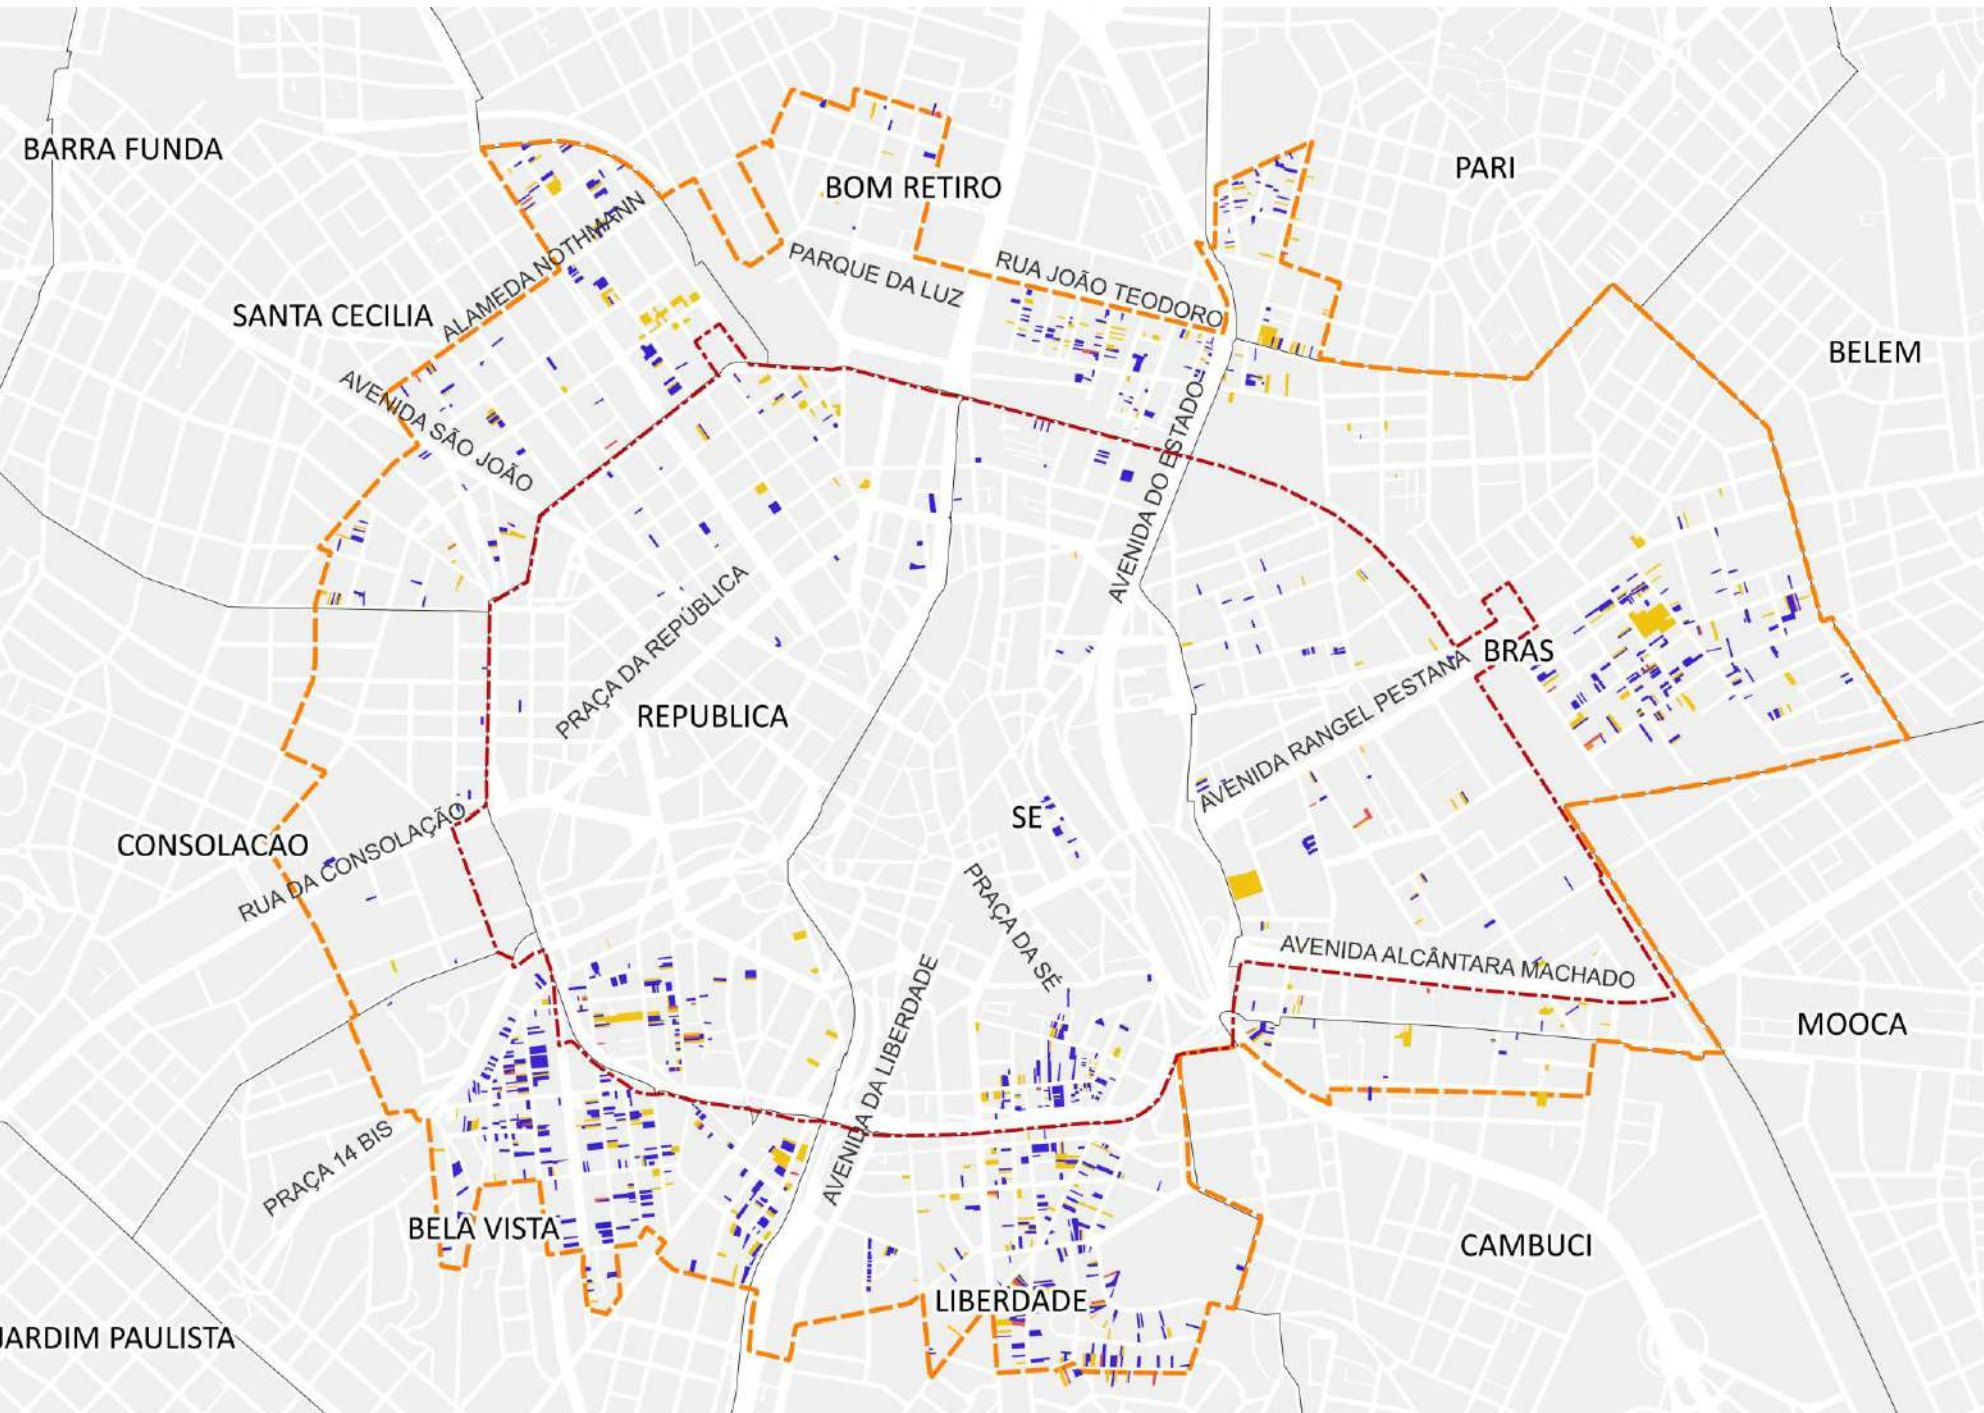 BARRA FUNDA
PARI
BOM RETIRO
ALAMEDA NOTHMANN
PARQUE DA LUZ
RUA JOÃO TEODORO
SANTA CECILIA
BELEM
AVENIDA SÃO JOÃO
AVENIDA DO ESTADO
PRAÇA DA REPÚBLICA
BRAS
REPUBLICA
AVENIDA RANGEL PESTANA
SE
CONSOLACAO
RUA DA CONSOLAÇÃO
PRAÇA DA SÉ
AVENIDA ALCÂNTARA MACHADO
MOOCA
AVENIDA DA LIBERDADE
PRAÇA 14 BIS
BELA VISTA
CAMBUCI
LIBERDADE
JARDIM PAULISTA